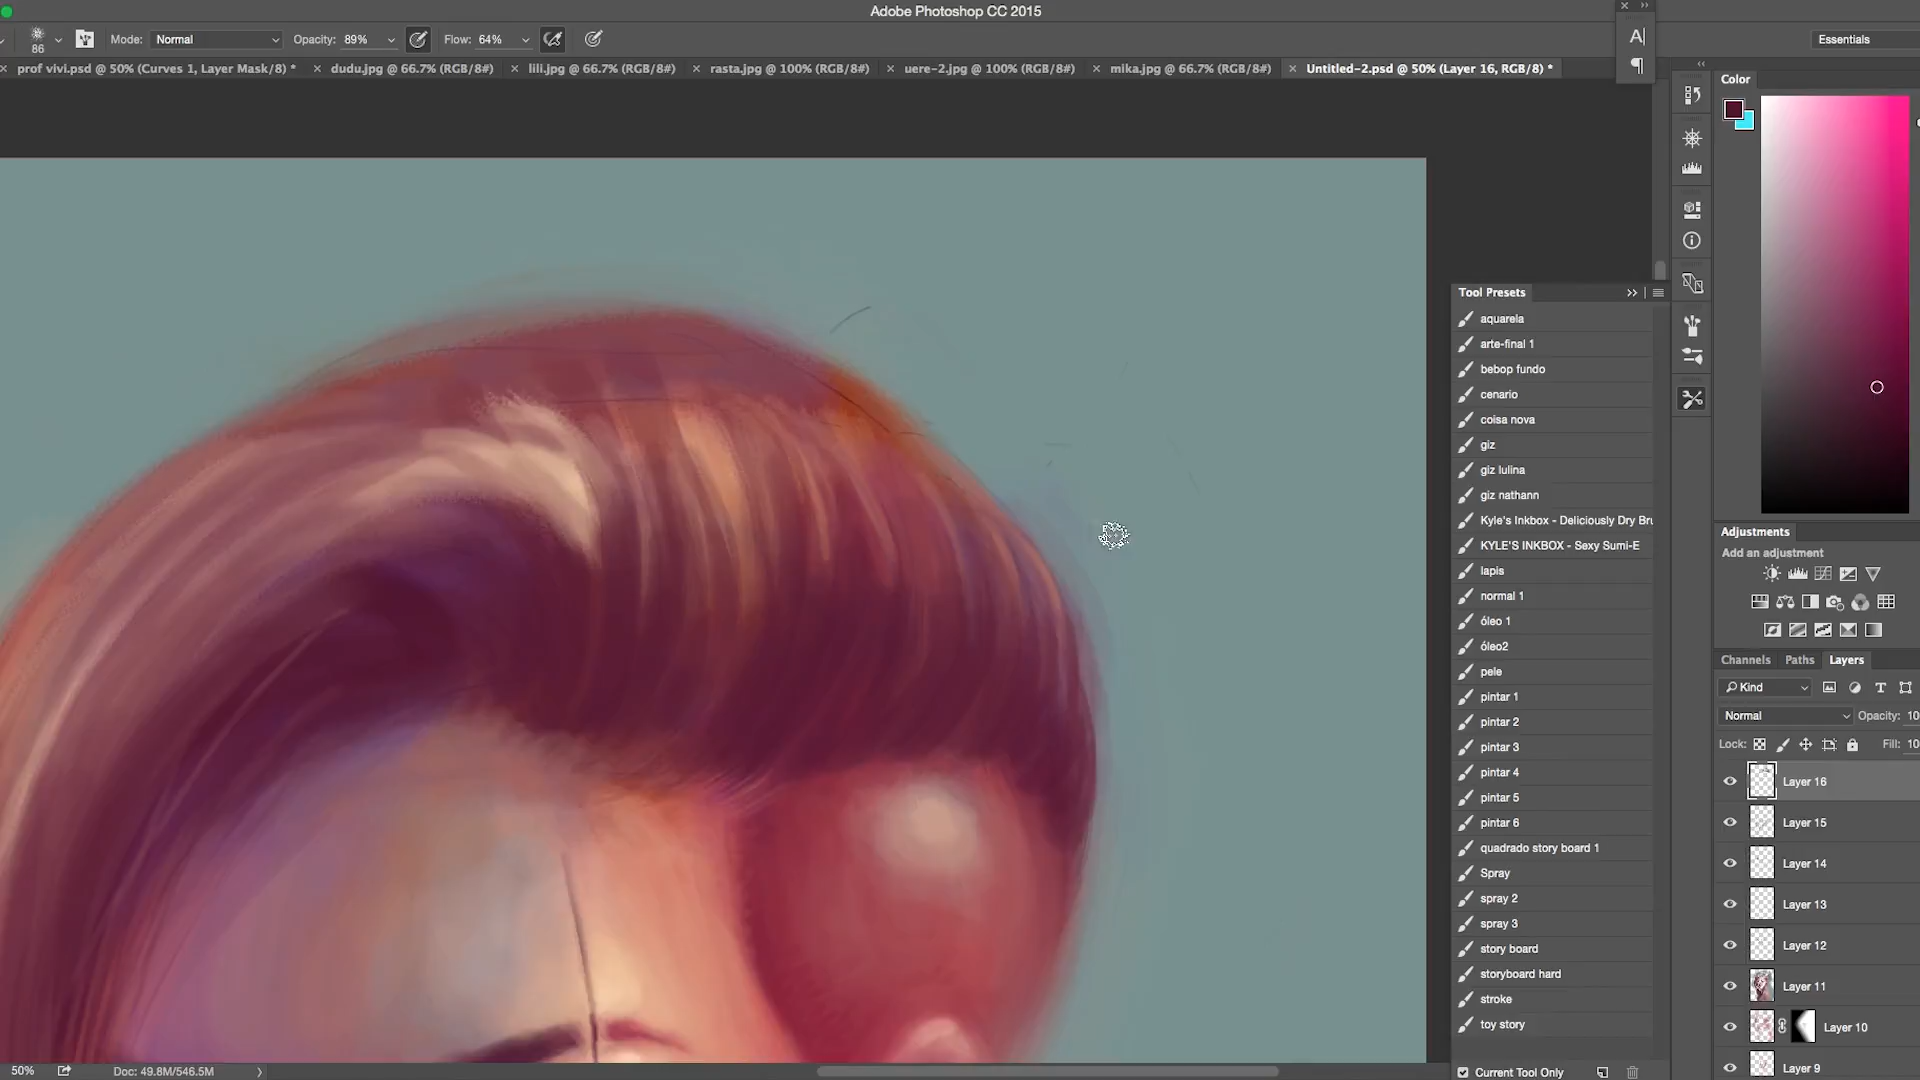 Adobe Photoshop CC 2015
86
Mode: Normal Opacity: 89% Flow: 64%
Essentials
prof vivi.psd @ 50% (Curves 1, Layer Mask/8) * dudu.jpg @ 66.7% (RGB/8#) lili.jpg @ 66.7% (RGB/8#) rasta.jpg @ 100% (RGB/8#) uere-2.jpg @ 100% (RGB/8#) mika.jpg @ 66.7% (RGB/8#) Untitled-2.psd @ 50% (Layer 16, RGB/8) *
Color
Tool Presets
aquarela
arte-final 1
bebop fundo
cenario
coisa nova
giz
giz lulina
giz nathann
Kyle's Inkbox - Deliciously Dry Bru
KYLE'S INKBOX - Sexy Sumi-E
lapis
normal 1
óleo 1
óleo2
pele
pintar 1
pintar 2
pintar 3
pintar 4
pintar 5
pintar 6
quadrado story board 1
Spray
spray 2
spray 3
story board
storyboard hard
stroke
toy story
Current Tool Only
Adjustments
Add an adjustment
Channels Paths Layers
Kind
Normal Opacity: 10
Lock: Fill: 10
Layer 16
Layer 15
Layer 14
Layer 13
Layer 12
Layer 11
Layer 10
Layer 9
50% Doc: 49.8M/546.5M